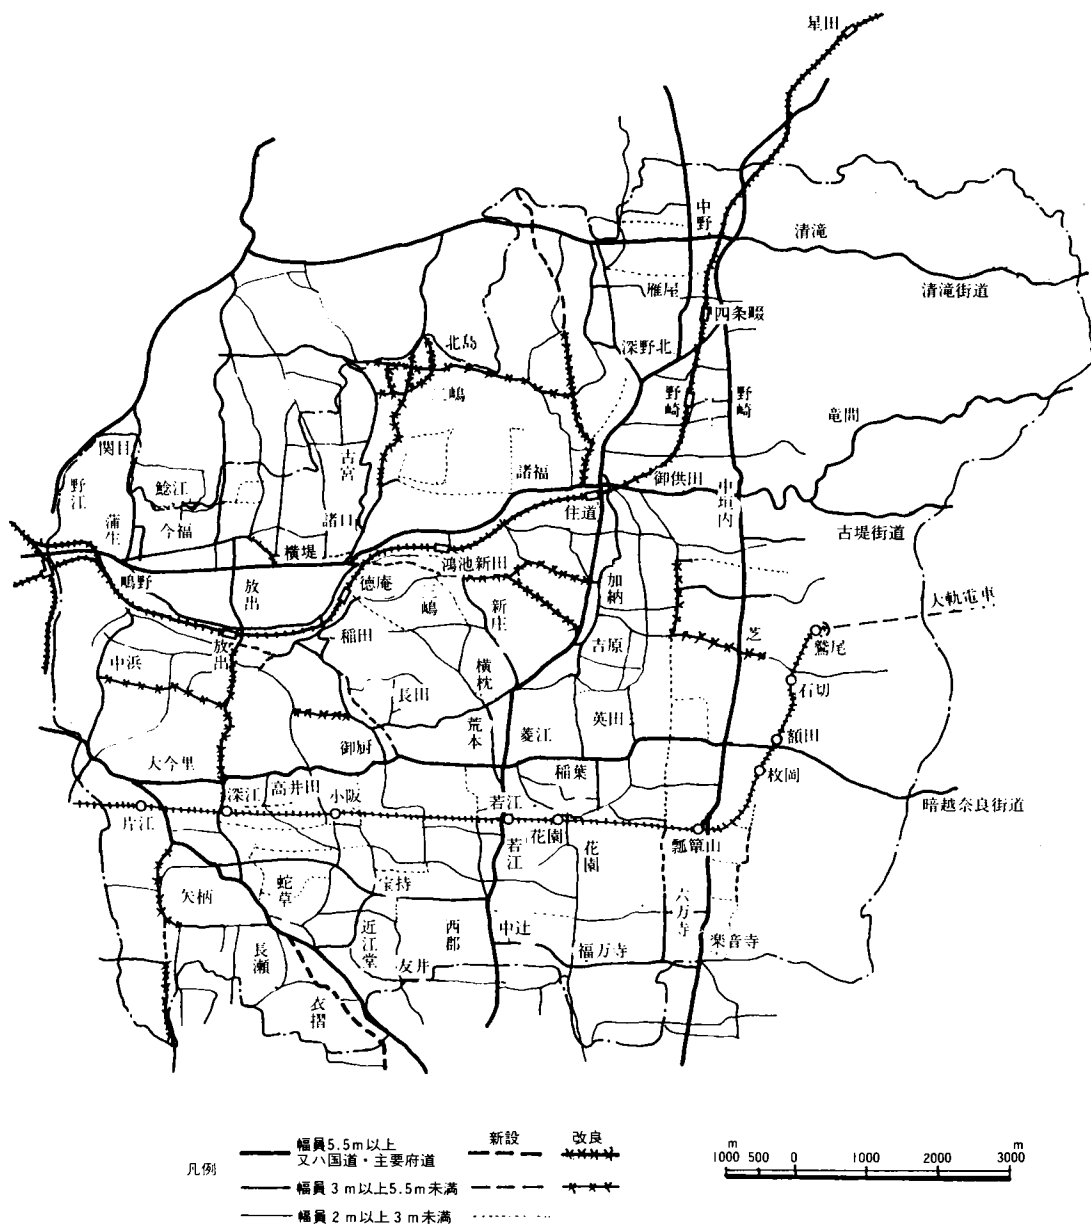 星田
中野
清滝
清滝街道
雁屋
四条畷
深野北
北島
三嶋
野崎
野崎
竜間
関目
野江
鯰江
蒲生
今福
古宮
諸福
諸口
御供田
中垣内
住道
古堤街道
横堤
鴫野
放出
徳庵
鴻池新田
嶋
新庄
加納
大軌電車
鷲尾
放出
稲田
吉原
芝
中浜
横枕
石切
長田
英田
荒本
菱江
額田
御厨
大今里
稲葉
枚岡
暗越奈良街道
高井田
深江
小阪
若江
片江
花園
瓢簞山
若江
花園
矢柄
蛇草
宝持
六万寺
近江堂
西郡
中辻
福万寺
楽音寺
長瀬
友井
衣摺
凡例
幅員5.5m以上
又ハ国道・主要府道
新設
改良
幅員3m以上5.5m未満
幅員2m以上3m未満
m
m
1000 500 0 1000 2000 3000